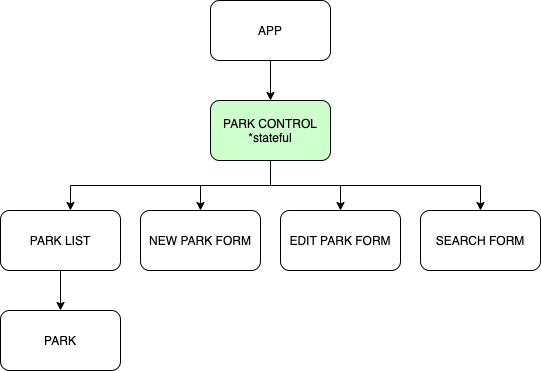 APP
PARK CONTROL
*stateful
PARK LIST
NEW PARK FORM
EDIT PARK FORM
SEARCH FORM
PARK